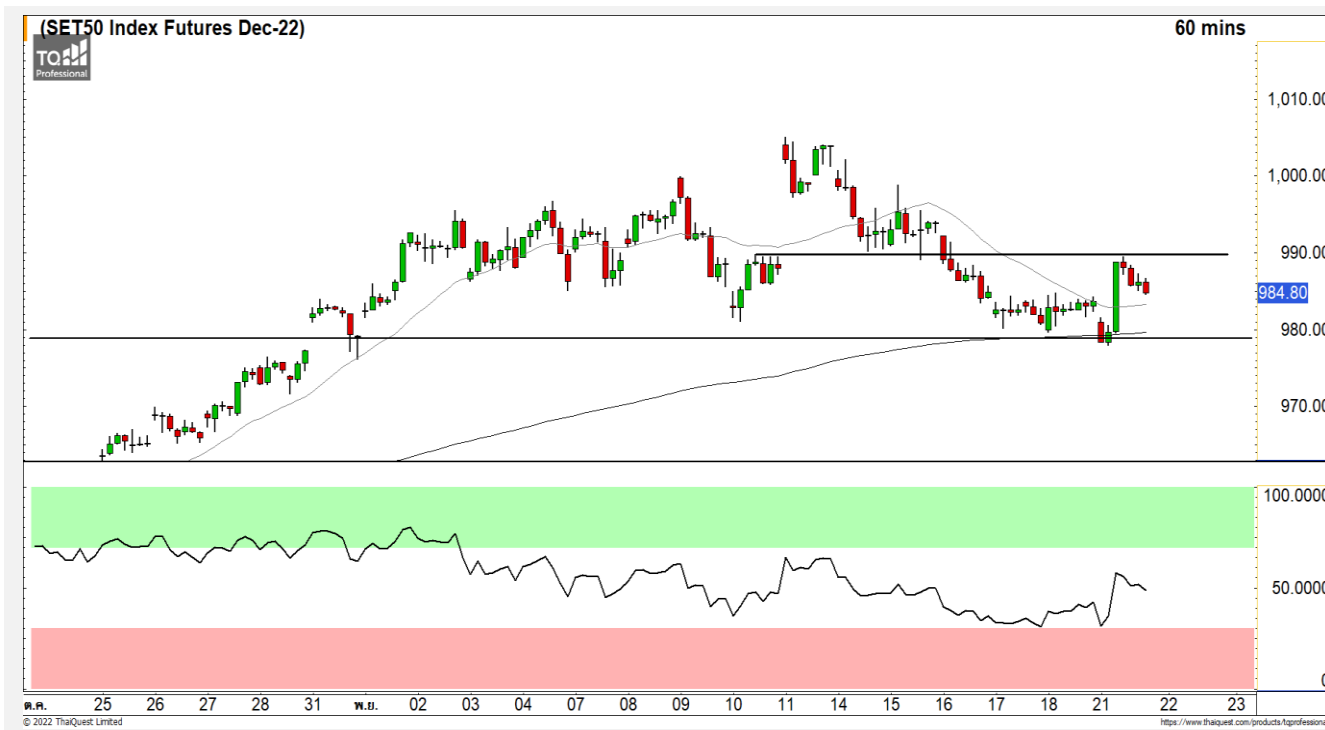 (SET50 Index Futures Dec-22)
60 mins
TQ
Professional
1,010.00
1,000.00
990.00
984.80
980.00
970.00
100.0000
50.0000
0
ต.ค. 25 26 27 28 31 พ.ย. 02 03 04 07 08 09 10 11 14 15 16 17 18 21 22 23
© 2022 ThaiQuest Limited
https://www.thaiquest.com/products/tqprofessiona